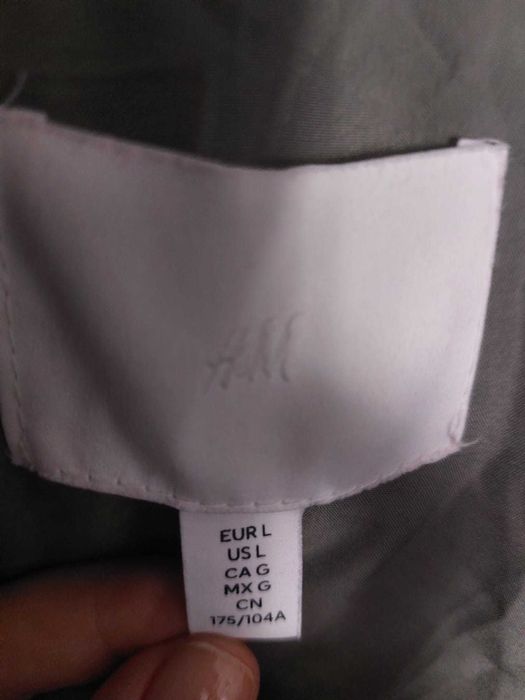 H&M
EUR L
US L
CA G
MX G
CN
175/104A